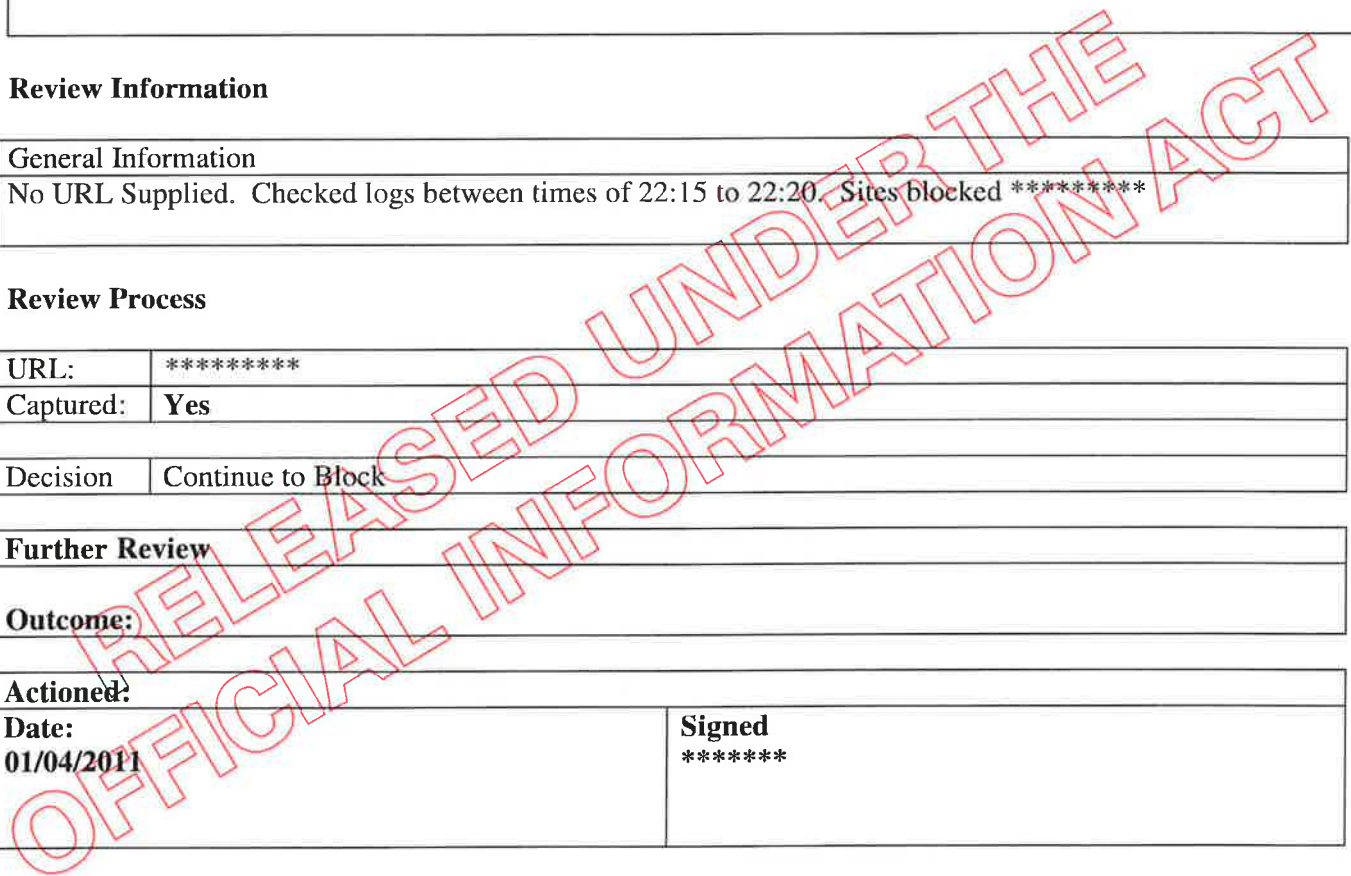 Review Information
General Information
No URL Supplied. Checked logs between times of 22:15 to 22:20. Sites blocked *********
Review Process
URL: *********
Captured: Yes
Decision Continue to Block
Further Review
Outcome:
Actioned:
Date: Signed
01/04/2011 *******
RELEASED UNDER THE
OFFICIAL INFORMATION ACT